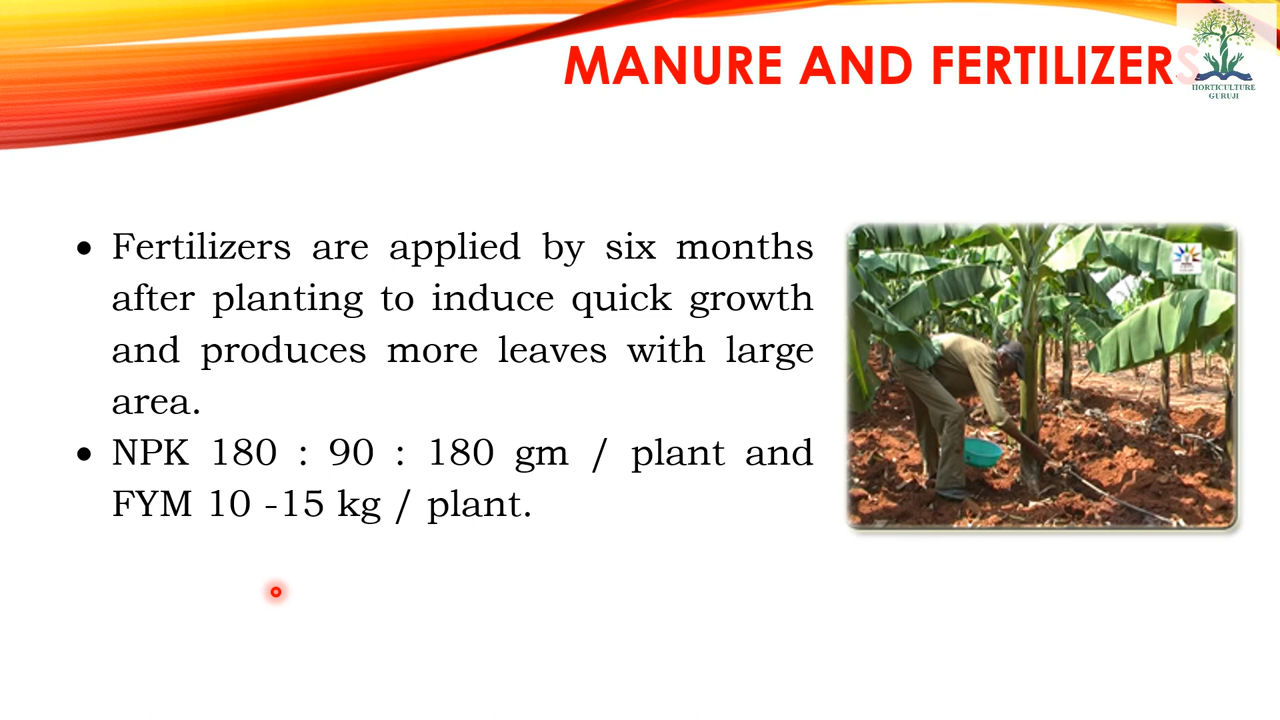 MANURE AND FERTILIZERS
HORTICULTURE
GURUJI
• Fertilizers are applied by six months
after planting to induce quick growth
and produces more leaves with large
area.
• NPK 180 : 90 : 180 gm / plant and
FYM 10 -15 kg / plant.